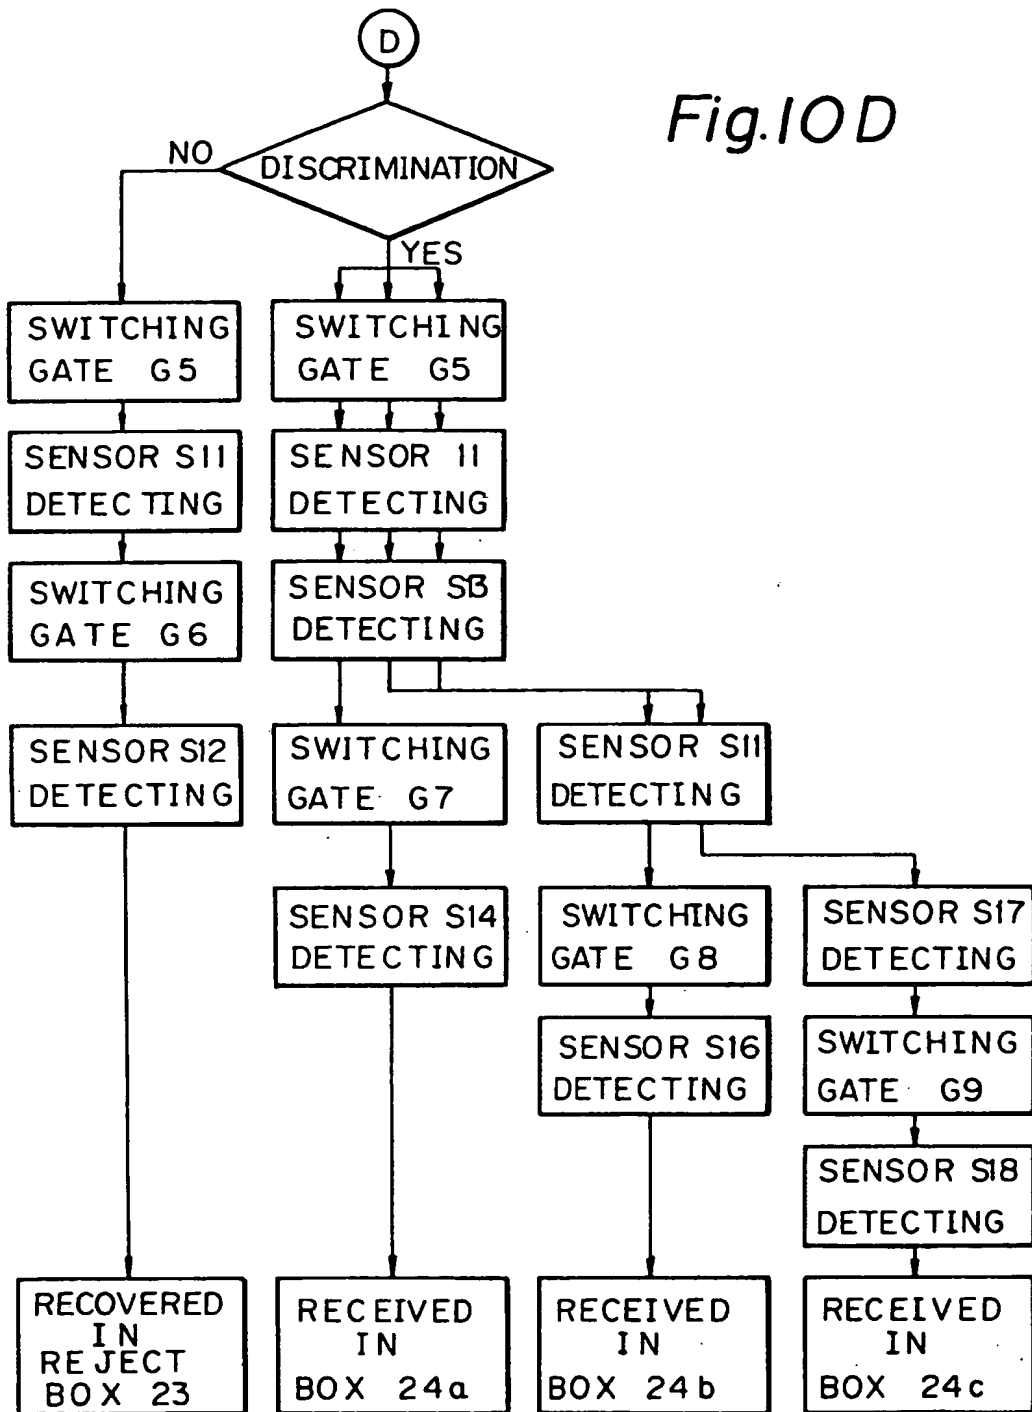 D
Fig.10D
DISCRIMINATION
NO
YES
SWITCHING
GATE G5
SENSOR S11
DETECTING
SWITCHING
GATE G6
SENSOR S12
DETECTING
RECOVERED
IN
REJECT
BOX 23
SWITCHING
GATE G5
SENSOR 11
DETECTING
SENSOR S13
DETECTING
SWITCHING
GATE G7
SENSOR S14
DETECTING
RECEIVED
IN
BOX 24a
SENSOR S11
DETECTING
SWITCHING
GATE G8
SENSOR S16
DETECTING
RECEIVED
IN
BOX 24b
SENSOR S17
DETECTING
SWITCHING
GATE G9
SENSOR S18
DETECTING
RECEIVED
IN
BOX 24c